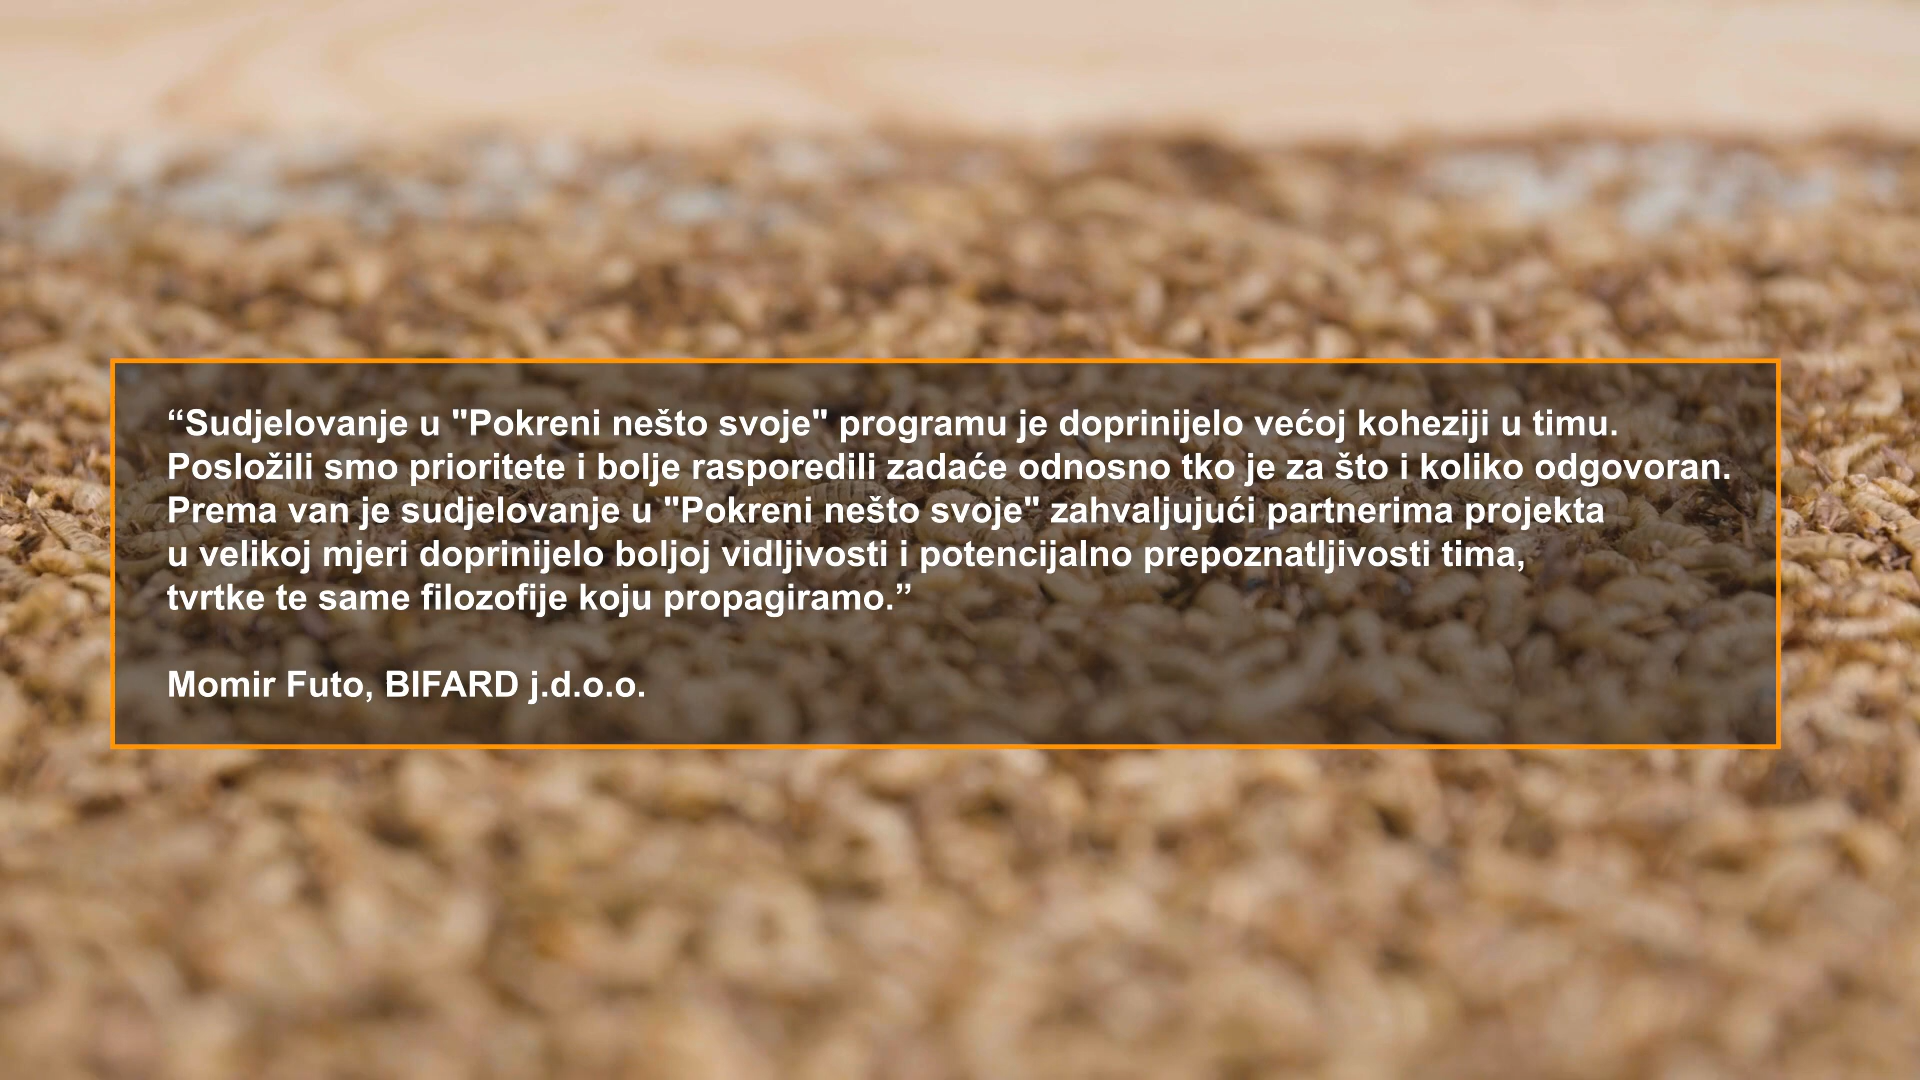 “Sudjelovanje u "Pokreni nešto svoje" programu je doprinijelo većoj koheziji u timu.
Posložili smo prioritete i bolje rasporedili zadaće odnosno tko je za što i koliko odgovoran.
Prema van je sudjelovanje u "Pokreni nešto svoje" zahvaljujući partnerima projekta
u velikoj mjeri doprinijelo boljoj vidljivosti i potencijalno prepoznatljivosti tima,
tvrtke te same filozofije koju propagiramo.”
Momir Futo, BIFARD j.d.o.o.